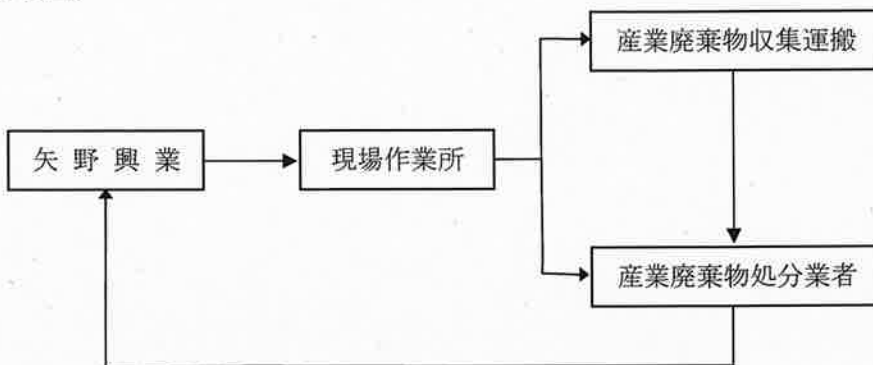 産業廃棄物収集運搬
矢野興業
現場作業所
産業廃棄物処分業者